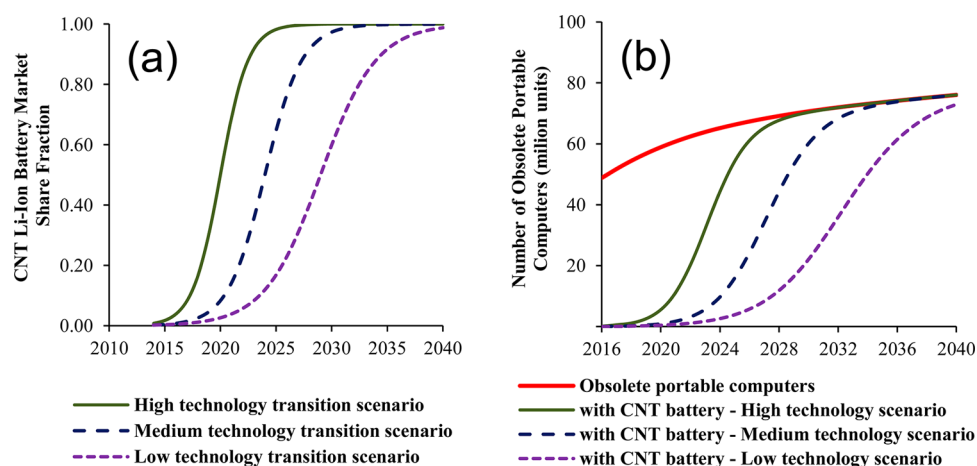 (a)
CNT Li-Ion Battery Market
Share Fraction
1.00
0.80
0.60
0.40
0.20
0.00
2010 2015 2020 2025 2030 2035 2040
High technology transition scenario
Medium technology transition scenario
Low technology transition scenario
(b)
Number of Obsolete Portable
Computers (milion units)
100
80
60
40
20
2016 2020 2024 2028 2032 2036 2040
Obsolete portable computers
with CNT battery - High technology scenario
with CNT battery - Medium technology scenario
with CNT battery - Low technology scenario